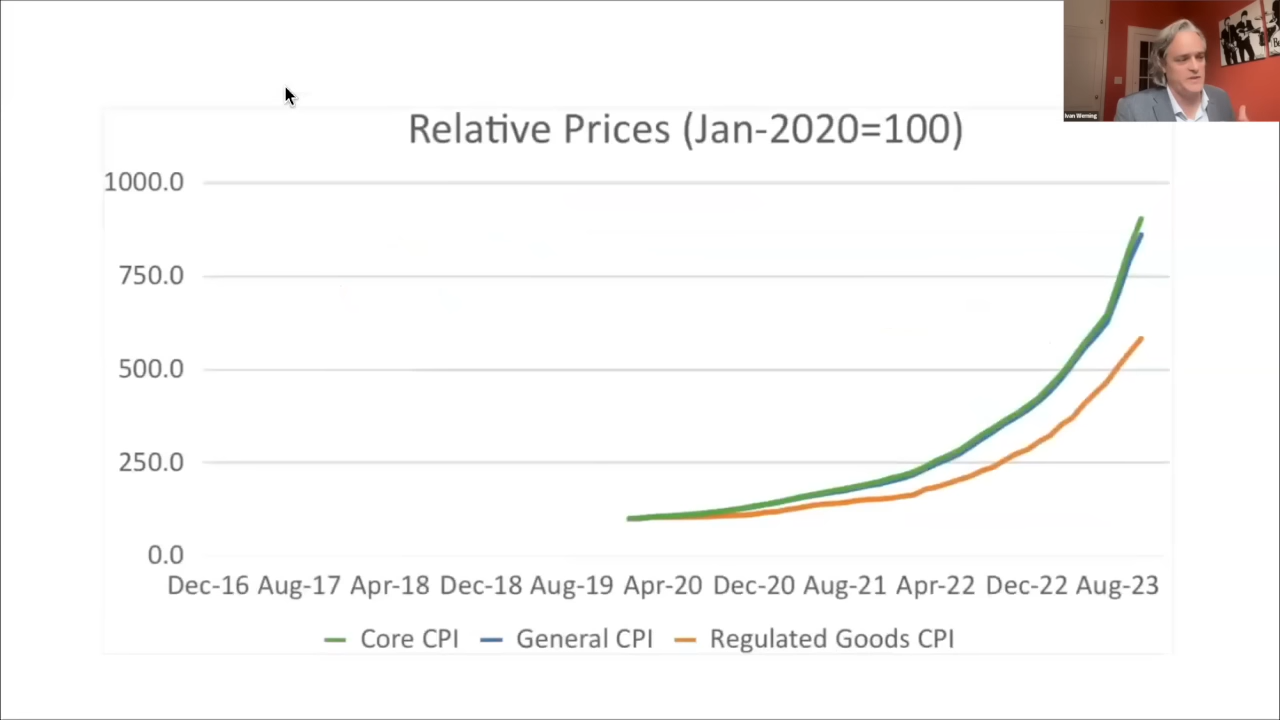 Relative Prices (Jan-2020=100)
1000.0
750.0
500.0
250.0
0.0
Dec-16 Aug-17 Apr-18 Dec-18 Aug-19 Apr-20 Dec-20 Aug-21 Apr-22 Dec-22 Aug-23
Core CPI General CPI Regulated Goods CPI
Ivan Werning